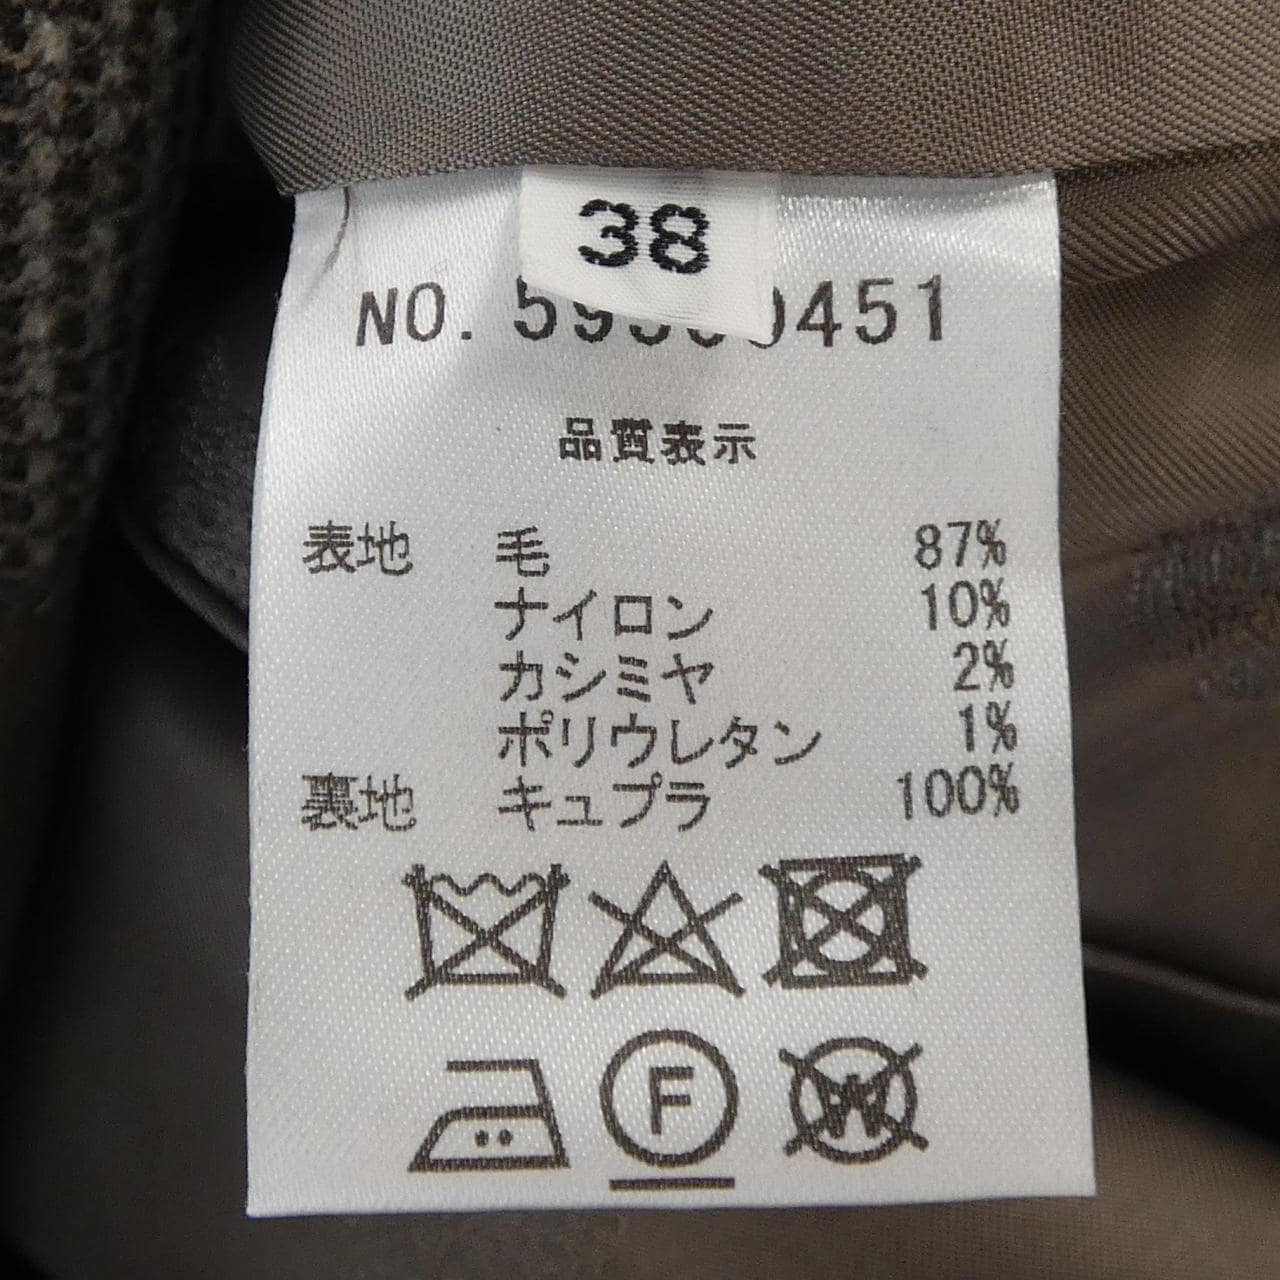 38
NO.
品質表示
表地 毛 87%
ナイロン 10%
カシミヤ 2%
ポリウレタン 1%
裏地 キュプラ 100%
F
W